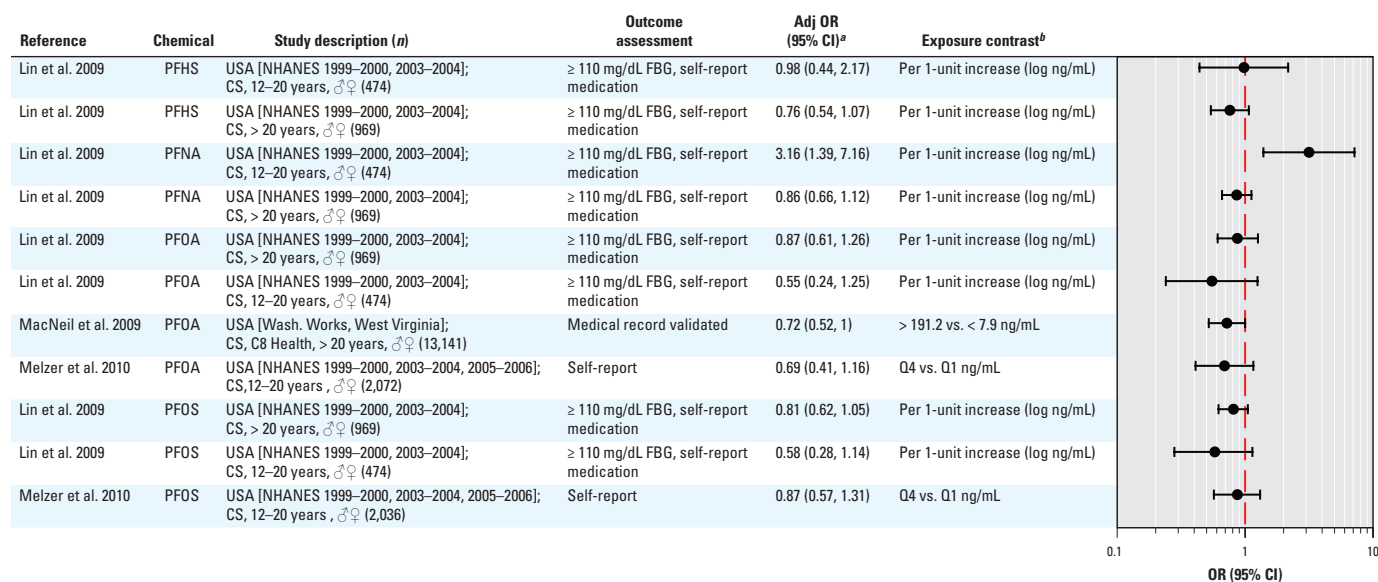 Outcome Adj OR
Reference Chemical Study description (n) assessment (95% CI)a Exposure contrastb
Lin et al. 2009 PFHS USA [NHANES 1999–2000, 2003–2004]; ≥ 110 mg/dL FBG, self-report 0.98 (0.44, 2.17) Per 1-unit increase (log ng/mL)
CS, 12–20 years, ♂♀ (474) medication
Lin et al. 2009 PFHS USA [NHANES 1999–2000, 2003–2004]; ≥ 110 mg/dL FBG, self-report 0.76 (0.54, 1.07) Per 1-unit increase (log ng/mL)
CS, > 20 years, ♂♀ (969) medication
Lin et al. 2009 PFNA USA [NHANES 1999–2000, 2003–2004]; ≥ 110 mg/dL FBG, self-report 3.16 (1.39, 7.16) Per 1-unit increase (log ng/mL)
CS, 12–20 years, ♂♀ (474) medication
Lin et al. 2009 PFNA USA [NHANES 1999–2000, 2003–2004]; ≥ 110 mg/dL FBG, self-report 0.86 (0.66, 1.12) Per 1-unit increase (log ng/mL)
CS, > 20 years, ♂♀ (969) medication
Lin et al. 2009 PFOA USA [NHANES 1999–2000, 2003–2004]; ≥ 110 mg/dL FBG, self-report 0.87 (0.61, 1.26) Per 1-unit increase (log ng/mL)
CS, > 20 years, ♂♀ (969) medication
Lin et al. 2009 PFOA USA [NHANES 1999–2000, 2003–2004]; ≥ 110 mg/dL FBG, self-report 0.55 (0.24, 1.25) Per 1-unit increase (log ng/mL)
CS, 12–20 years, ♂♀ (474) medication
MacNeil et al. 2009 PFOA USA [Wash. Works, West Virginia]; Medical record validated 0.72 (0.52, 1) > 191.2 vs. < 7.9 ng/mL
CS, C8 Health, > 20 years, ♂♀ (13,141)
Melzer et al. 2010 PFOA USA [NHANES 1999–2000, 2003–2004, 2005–2006]; Self-report 0.69 (0.41, 1.16) Q4 vs. Q1 ng/mL
CS,12–20 years , ♂♀ (2,072)
Lin et al. 2009 PFOS USA [NHANES 1999–2000, 2003–2004]; ≥ 110 mg/dL FBG, self-report 0.81 (0.62, 1.05) Per 1-unit increase (log ng/mL)
CS, > 20 years, ♂♀ (969) medication
Lin et al. 2009 PFOS USA [NHANES 1999–2000, 2003–2004]; ≥ 110 mg/dL FBG, self-report 0.58 (0.28, 1.14) Per 1-unit increase (log ng/mL)
CS, 12–20 years, ♂♀ (474) medication
Melzer et al. 2010 PFOS USA [NHANES 1999–2000, 2003–2004, 2005–2006]; Self-report 0.87 (0.57, 1.31) Q4 vs. Q1 ng/mL
CS, 12–20 years , ♂♀ (2,036)
0.1 1 10
OR (95% CI)